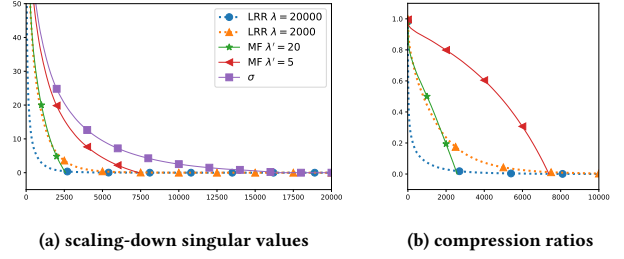 50
40
30
20
10
0
0 2500 5000 7500 10000 12500 15000 17500 20000
LRR λ = 20000
LRR λ = 2000
MF λ′ = 20
MF λ′ = 5
σ
(a) scaling-down singular values
1.0
0.8
0.6
0.4
0.2
0.0
0 2000 4000 6000 8000 10000
(b) compression ratios